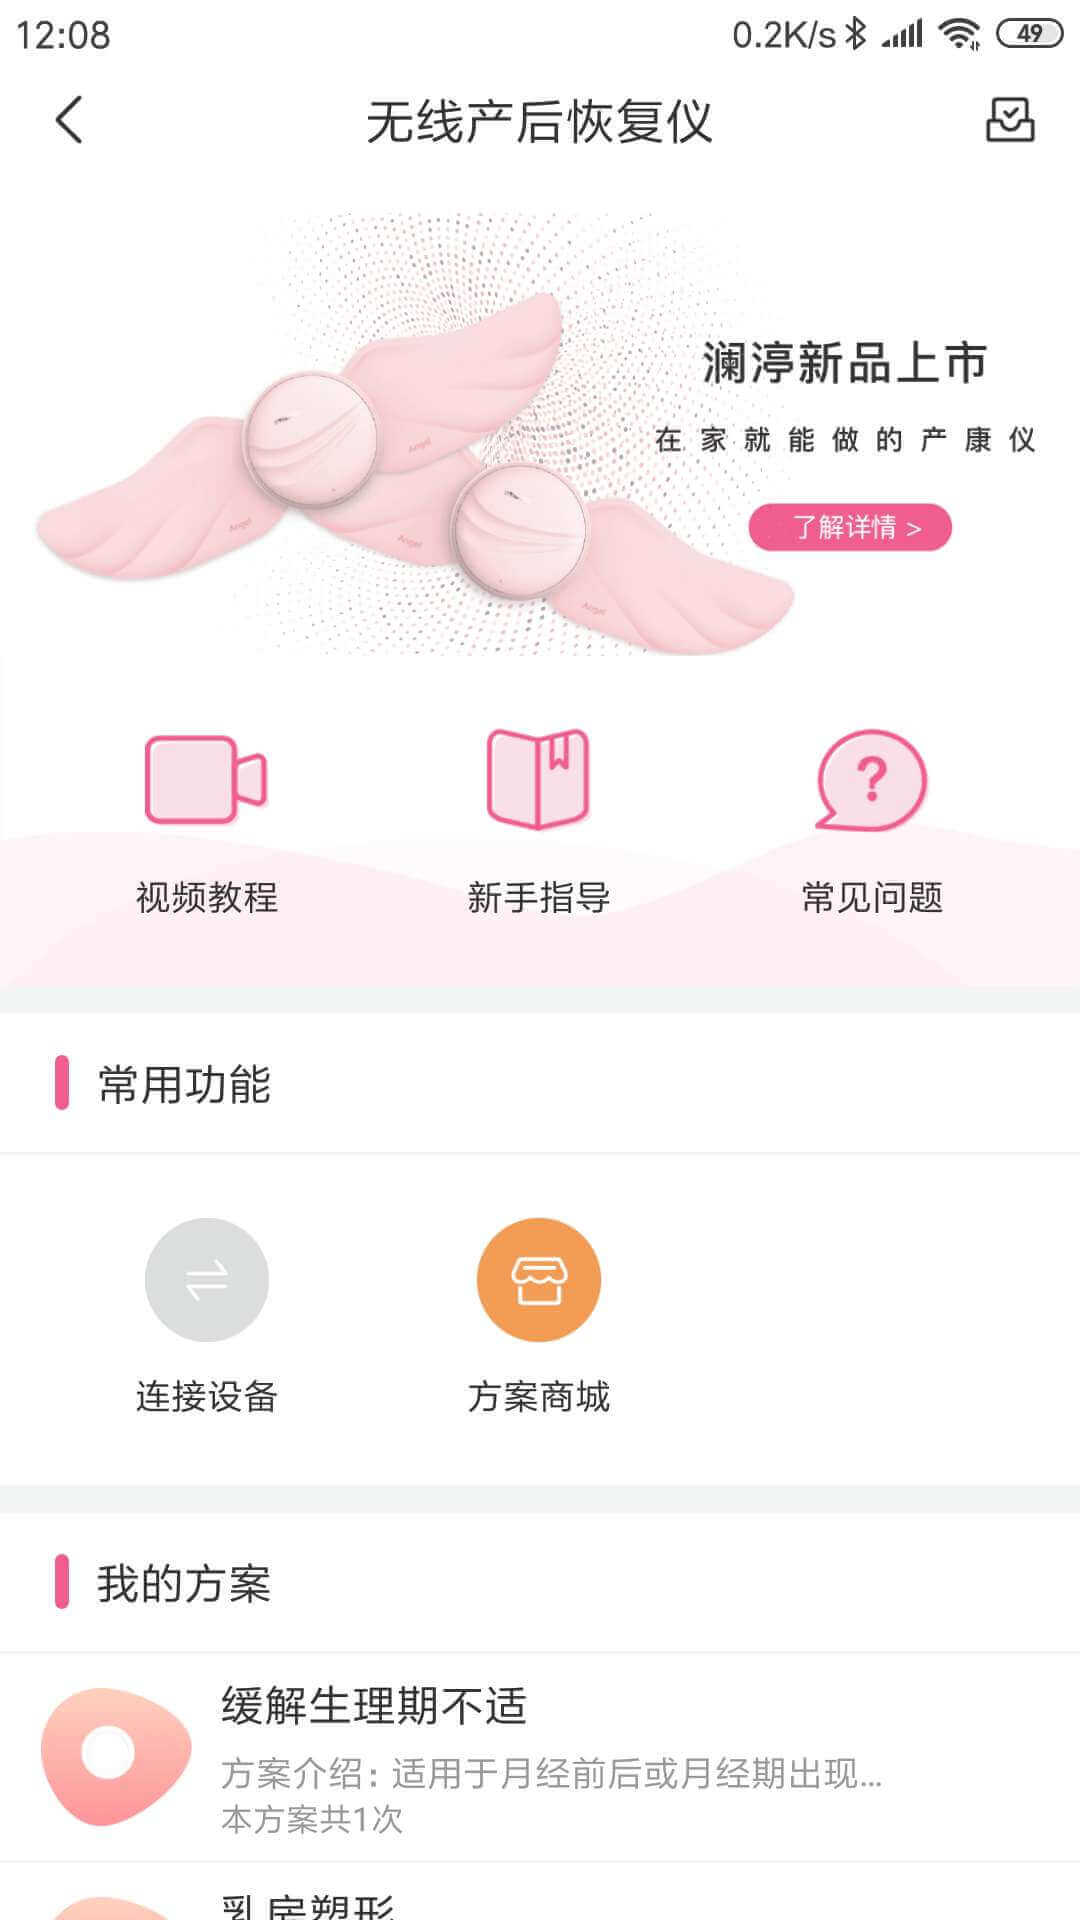 12:08 0.2K/s 49
无线产后恢复仪
澜渟新品上市
在家就能做的产康仪
了解详情 >
Angel
Angel
Angel
Angel
视频教程 新手指导 常见问题
常用功能
连接设备 方案商城
我的方案
缓解生理期不适
方案介绍：适用于月经前后或月经期出现...
本方案共1次
乳房塑形